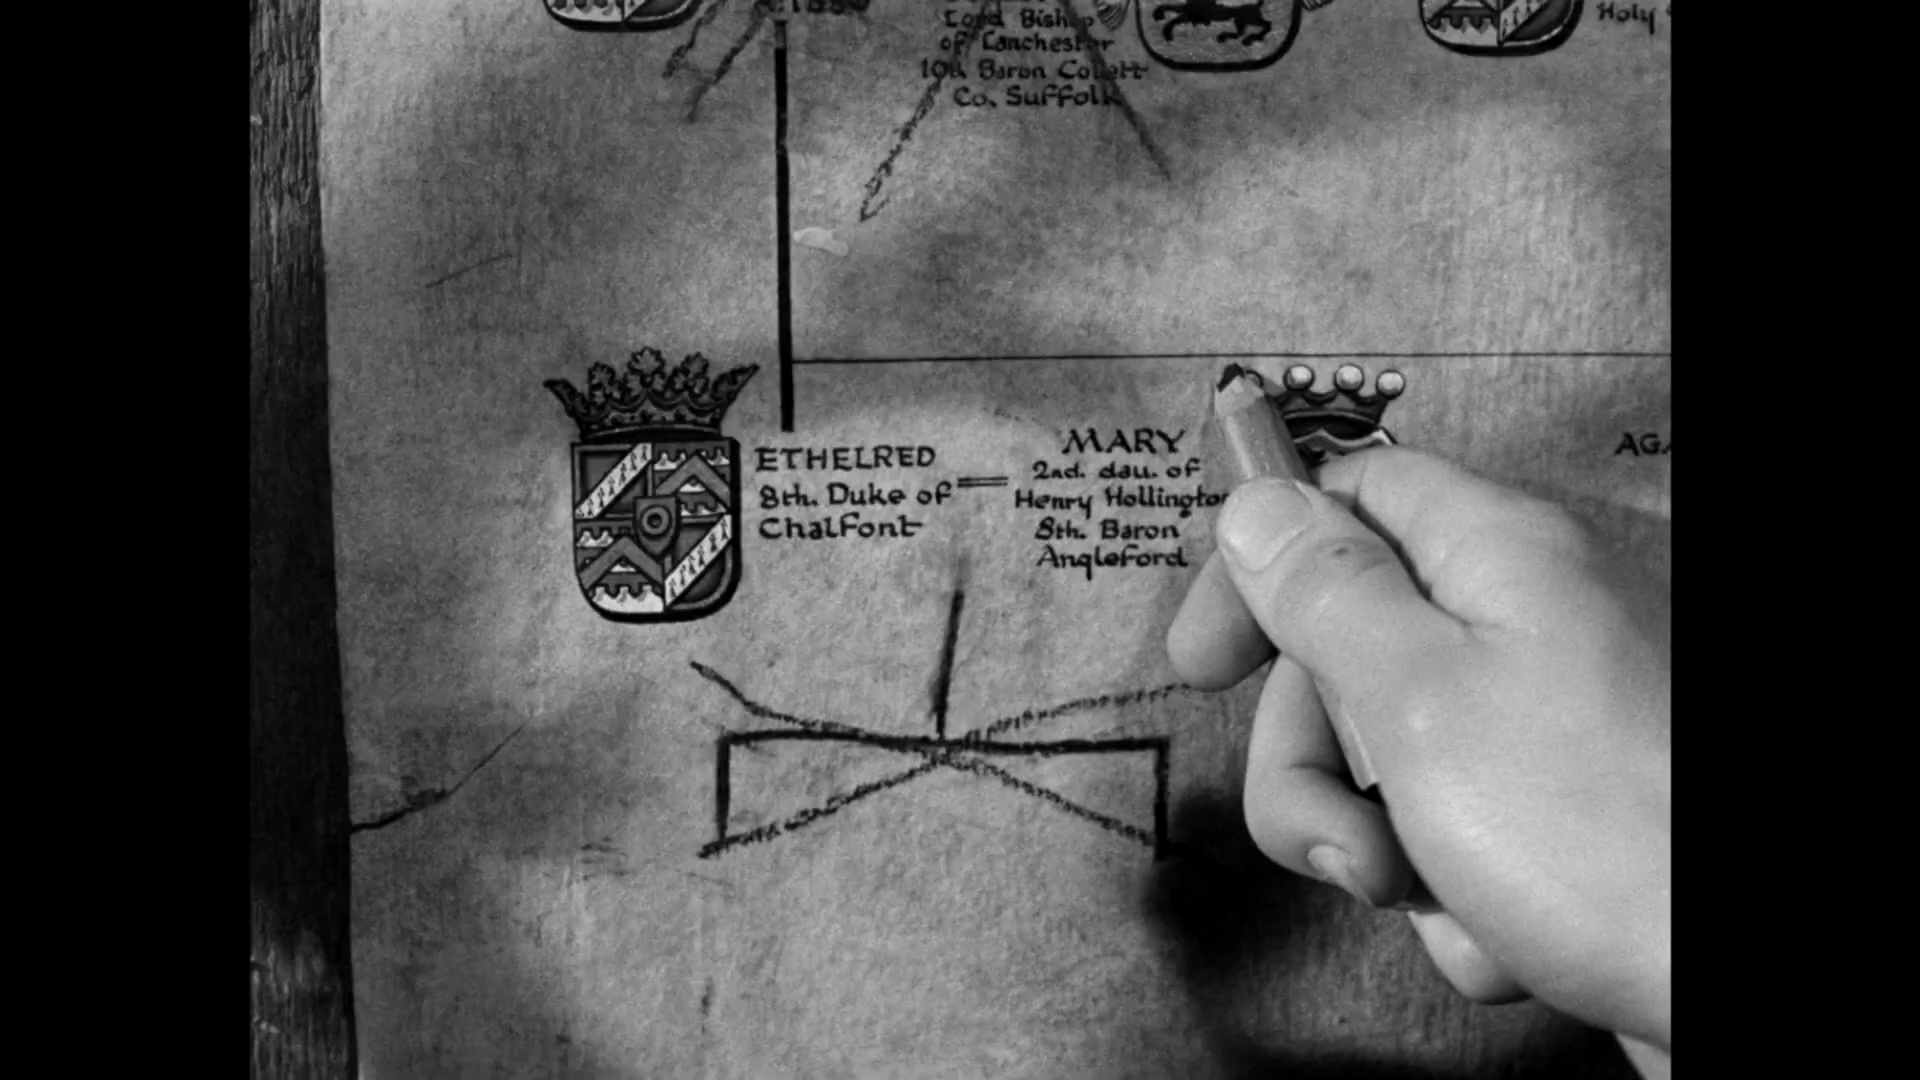 Lord Bishop
of Lanchester
10th Baron Collett
Co. Suffolk
Holy
ETHELRED
8th. Duke of
Chalfont
MARY
2nd. dau. of
Henry Hollington
8th. Baron
Angleford